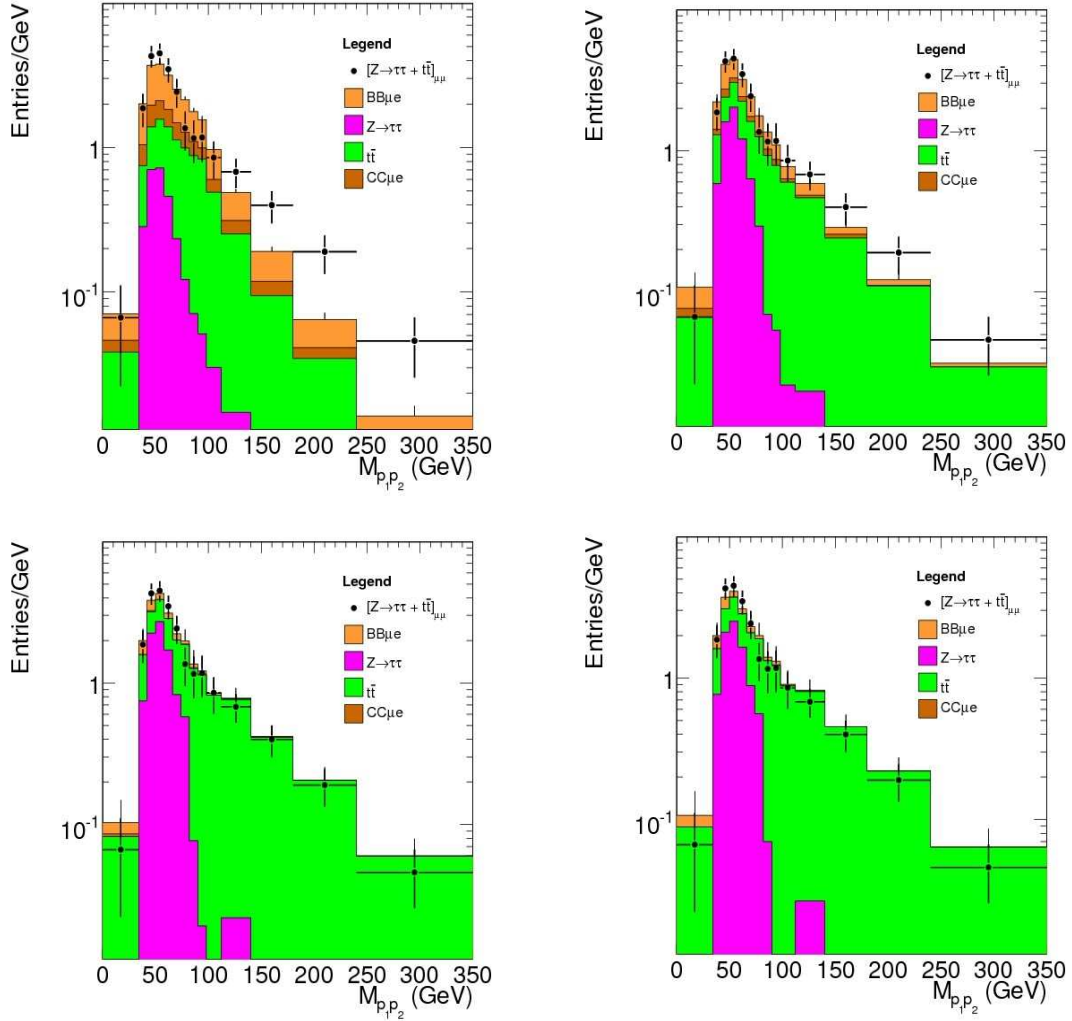 Entries/GeV
1
10⁻¹
Legend
[Z→ττ + tt̄]μμ
BBμe
Z→ττ
tt̄
CCμe
0 50 100 150 200 250 300 350
M_p₁p₂ (GeV)
Entries/GeV
1
10⁻¹
Legend
[Z→ττ + tt̄]μμ
BBμe
Z→ττ
tt̄
CCμe
0 50 100 150 200 250 300 350
M_p₁p₂ (GeV)
Entries/GeV
1
10⁻¹
Legend
[Z→ττ + tt̄]μμ
BBμe
Z→ττ
tt̄
CCμe
0 50 100 150 200 250 300 350
M_p₁p₂ (GeV)
Entries/GeV
1
10⁻¹
Legend
[Z→ττ + tt̄]μμ
BBμe
Z→ττ
tt̄
CCμe
0 50 100 150 200 250 300 350
M_p₁p₂ (GeV)